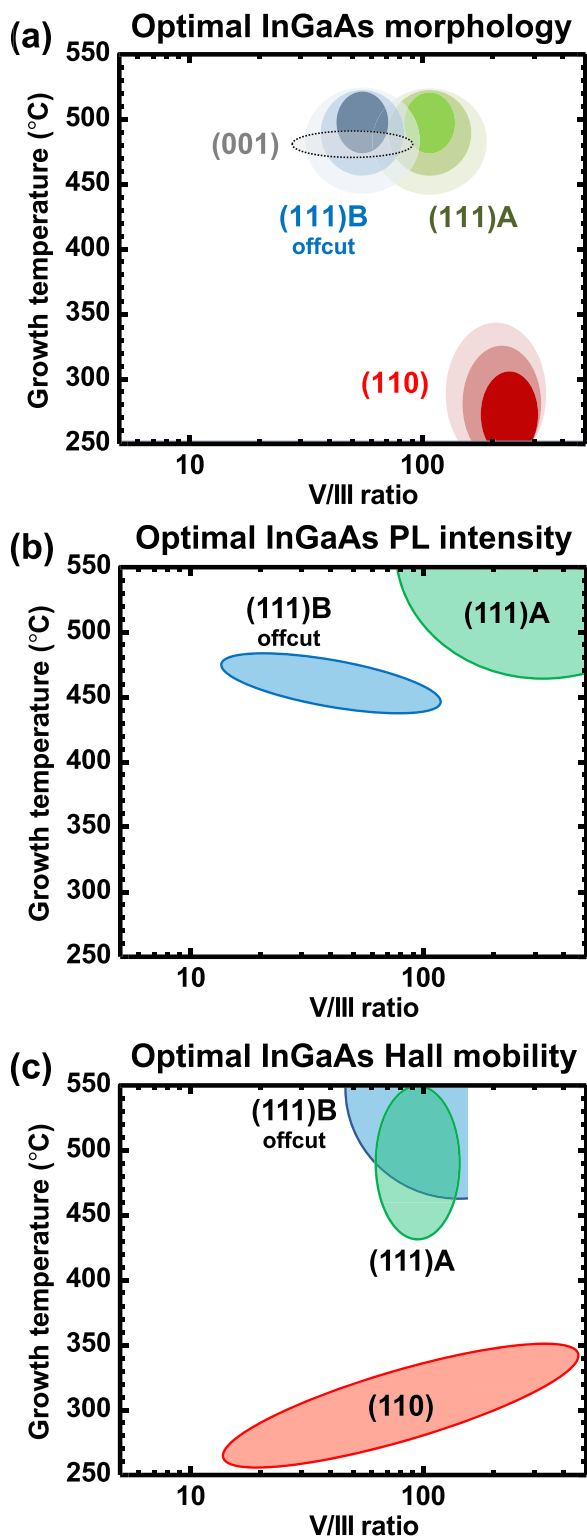 (a) Optimal InGaAs morphology
Growth temperature (°C)
550
500
450
400
350
300
250
(001)
(111)B
offcut
(111)A
(110)
10
100
V/III ratio
(b) Optimal InGaAs PL intensity
Growth temperature (°C)
550
500
450
400
350
300
250
(111)B
offcut
(111)A
10
100
V/III ratio
(c) Optimal InGaAs Hall mobility
Growth temperature (°C)
550
500
450
400
350
300
250
(111)B
offcut
(111)A
(110)
10
100
V/III ratio